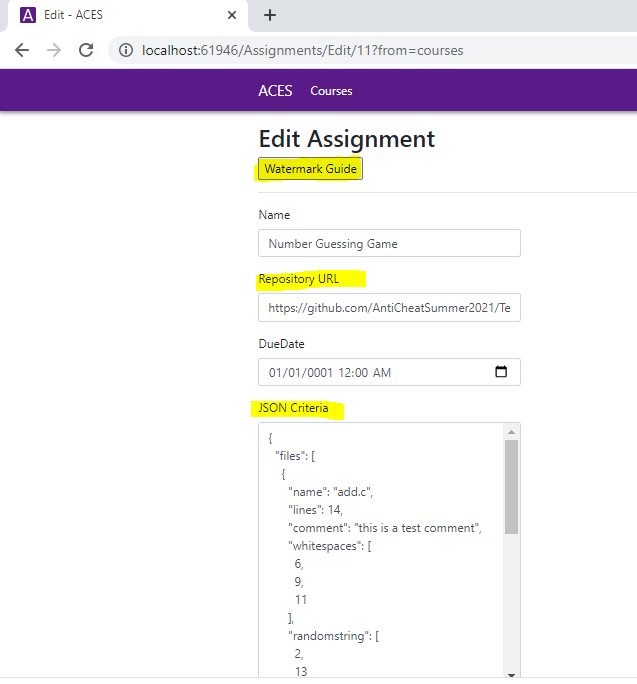 A Edit - ACES
localhost:61946/Assignments/Edit/11?from=courses
ACES Courses
Edit Assignment
Watermark Guide
Name
Number Guessing Game
Repository URL
https://github.com/AntiCheatSummer2021/Te
DueDate
01/01/0001 12:00 AM
JSON Criteria
{
"files": [
{
"name": "add.c",
"lines": 14,
"comment": "this is a test comment",
"whitespaces": [
6,
9,
11
],
"randomstring": [
2,
13